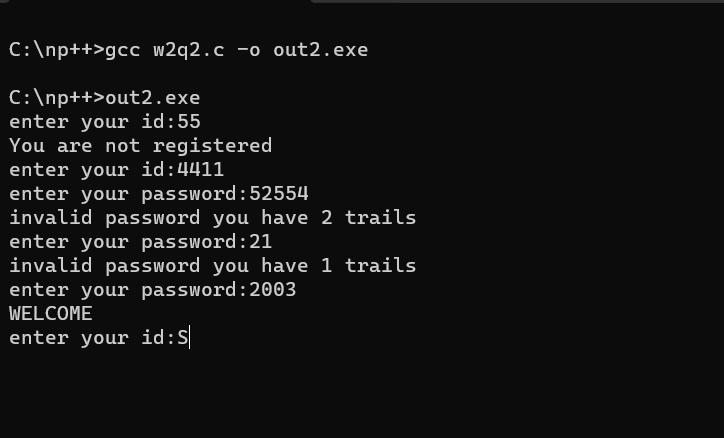 C:\np++>gcc w2q2.c -o out2.exe
C:\np++>out2.exe
enter your id:55
You are not registered
enter your id:4411
enter your password:52554
invalid password you have 2 trails
enter your password:21
invalid password you have 1 trails
enter your password:2003
WELCOME
enter your id:S